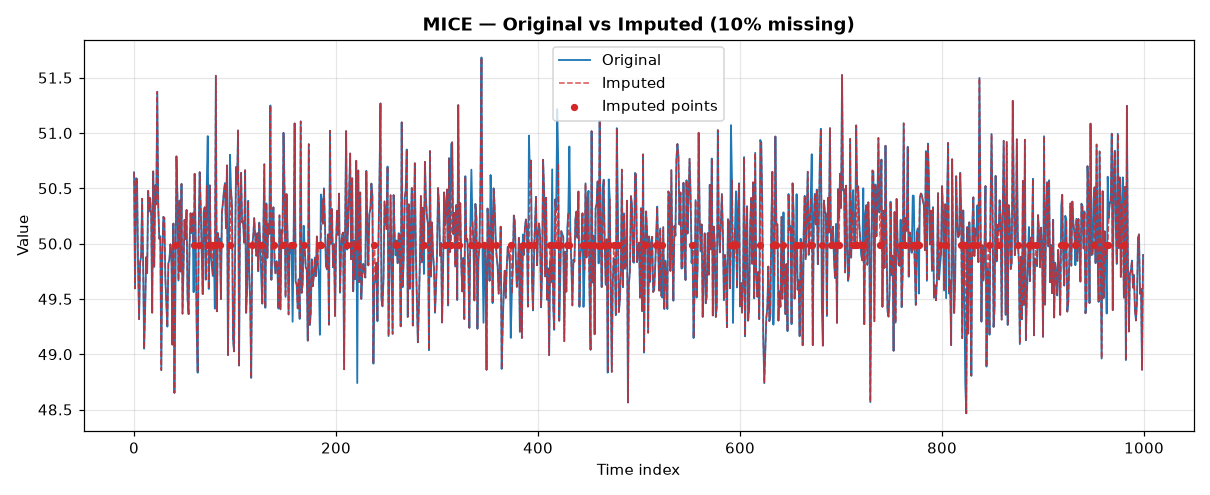 MICE — Original vs Imputed (10% missing)
Original
Imputed
Imputed points
Value
51.5
51.0
50.5
50.0
49.5
49.0
48.5
0
200
400
600
800
1000
Time index